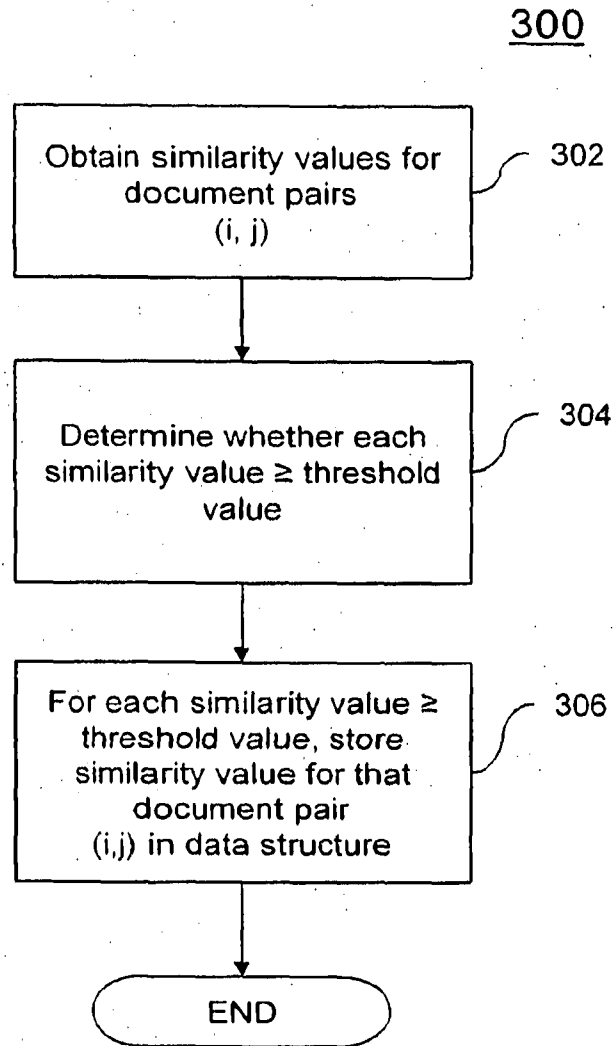 300
Obtain similarity values for
document pairs
(i, j)
302
Determine whether each
similarity value ≥ threshold
value
304
For each similarity value ≥
threshold value, store
similarity value for that
document pair
(i,j) in data structure
306
END